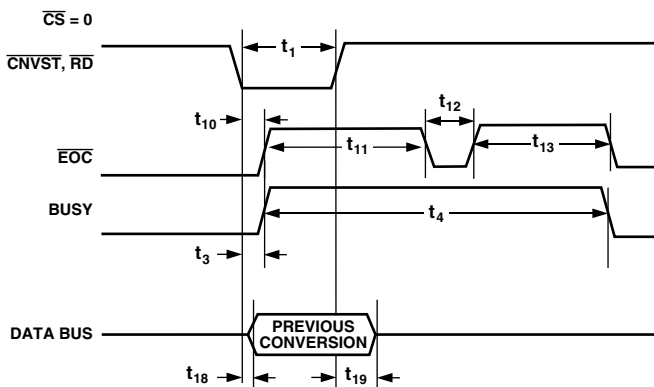 CS = 0
CNVST, RD
t1
t10
t12
EOC
t11
t13
BUSY
t4
t3
DATA BUS
PREVIOUS
CONVERSION
t18
t19